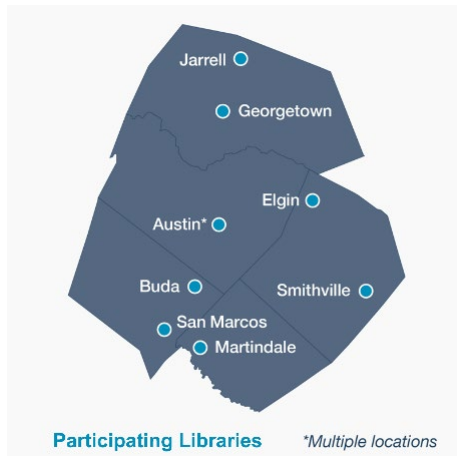 Jarrell
Georgetown
Elgin
Austin*
Buda
Smithville
San Marcos
Martindale
Participating Libraries
*Multiple locations